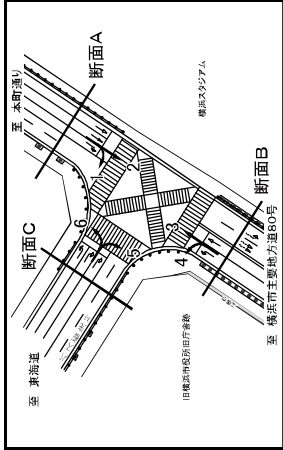 至 本町通り
断面A
横浜スタジアム
断面C
6
1
2
5
3
4
断面B
至 東海道
旧横浜市役所旧庁舎跡
至 横浜市主要地方道80号